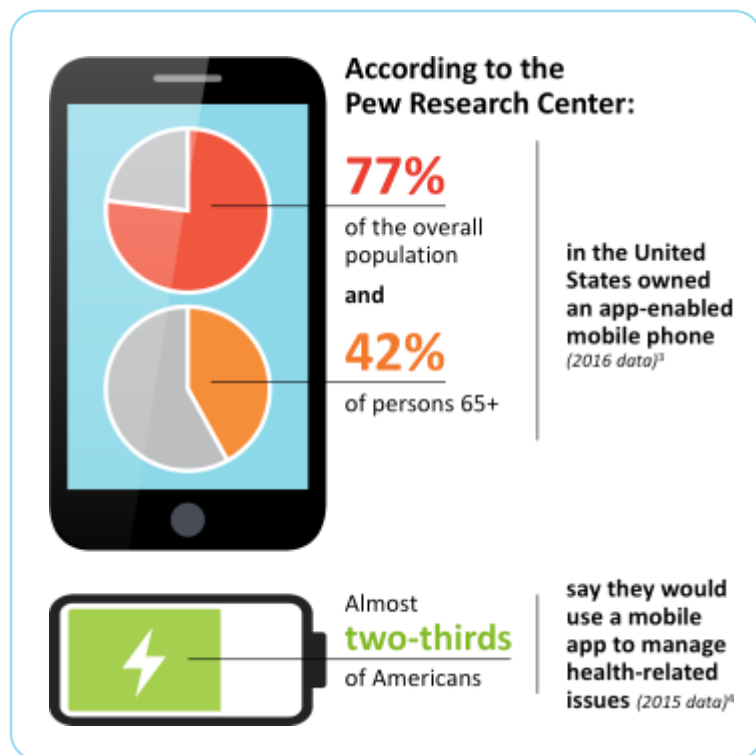 According to the
Pew Research Center:
77%
of the overall
population
and
42%
of persons 65+
in the United
States owned
an app-enabled
mobile phone
(2016 data)³
Almost
two-thirds
of Americans
say they would
use a mobile
app to manage
health-related
issues (2015 data)⁴